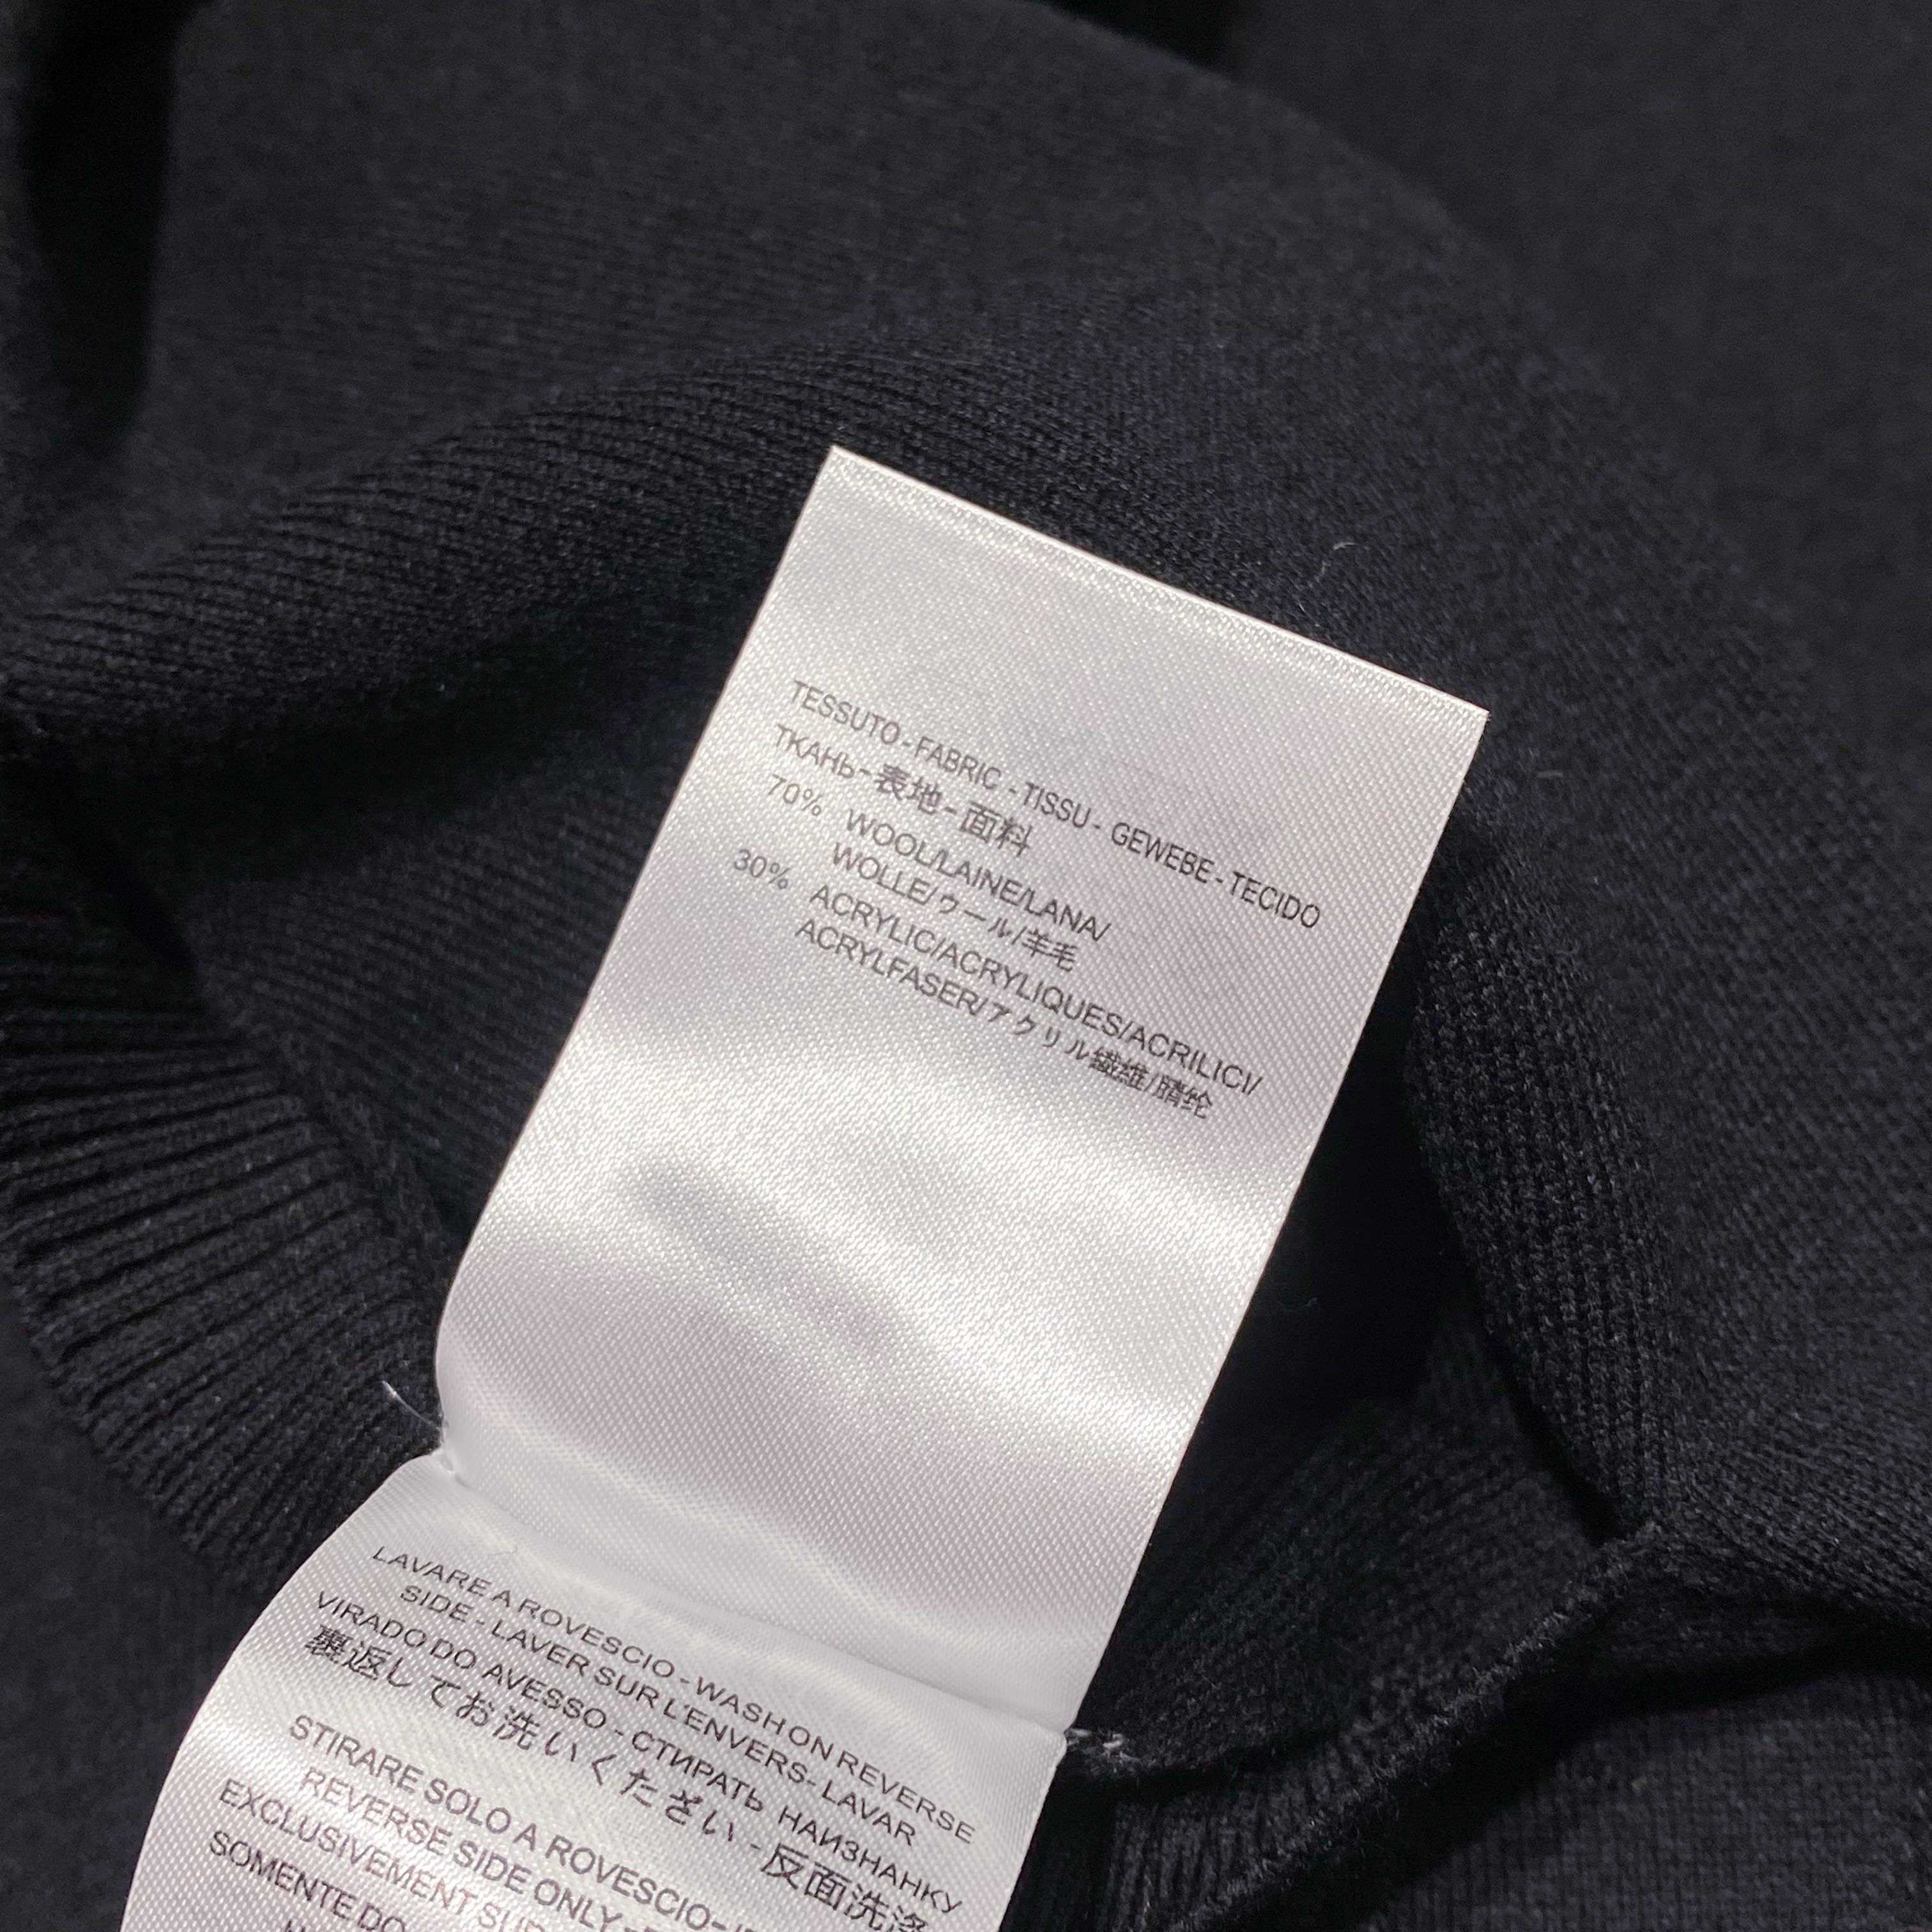 TESSUTO - FABRIC - TISSU - GEWEBE - TECIDO
ТКАНЬ - 表地 - 面料
70% WOOL/LAINE/LANA/
WOLLE/ウール/羊毛
30% ACRYLIC/ACRYLIQUES/ACRILICI/
ACRYLFASER/アクリル繊維/腈纶
LAVARE A ROVESCIO - WASH ON REVERSE
SIDE - LAVER SUR L'ENVERS - LAVAR
VIRADO DO AVESSO - СТИРАТЬ НАИЗНАНКУ
裏返してお洗いください - 反面洗涤
STIRARE SOLO A ROVESCIO -
REVERSE SIDE ONLY -
EXCLUSIVEMENT SUR
SOMENTE DO